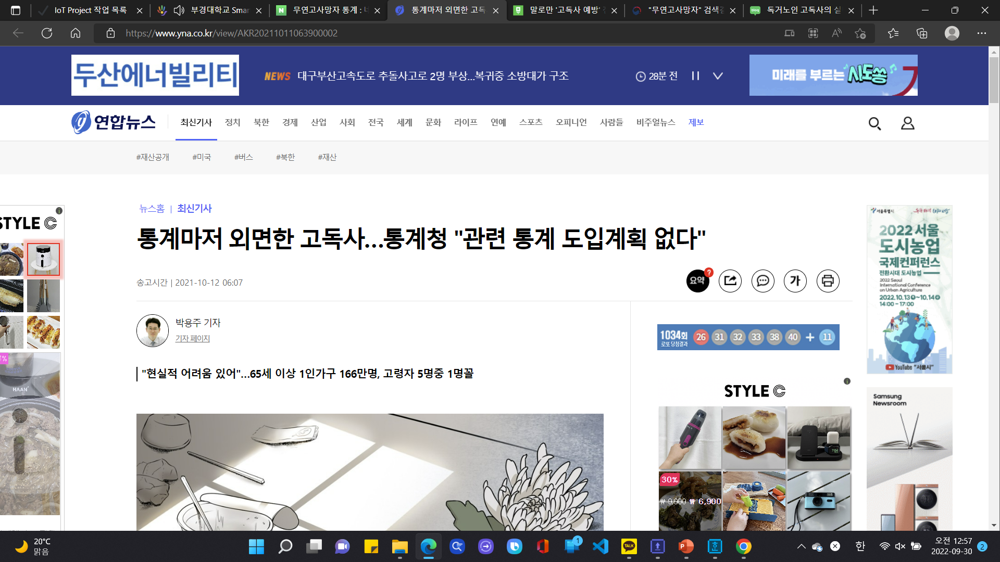 IoT Project 작업 목록
부경대학교 Smar
무연고사망자 통계 : 네
통계마저 외면한 고독
말로만 '고독사 예방'
"무연고사망자" 검색결
독거노인 고독사의 실
https://www.yna.co.kr/view/AKR20211011063900002
두산에너빌리티
NEWS 대구부산고속도로 추돌사고로 2명 부상...복귀중 소방대가 구조
28분 전
미래를 부르는 시도쏭
연합뉴스
최신기사 정치 북한 경제 산업 사회 전국 세계 문화 라이프 연예 스포츠 오피니언 사람들 비주얼뉴스 제보
#재산공개 #미국 #버스 #북한 #재산
뉴스홈 | 최신기사
통계마저 외면한 고독사...통계청 "관련 통계 도입계획 없다"
송고시간 | 2021-10-12 06:07
요약 ?
가
박용주 기자
기자 페이지
"현실적 어려움 있어"...65세 이상 1인가구 166만명, 고령자 5명중 1명꼴
STYLE C
HAAN
1034회
로또 당첨결과
26 31 32 33 38 40 + 11
STYLE C
30%
₩ 9,900 ₩ 6,900
서울특별시
2022 서울
도시농업
국제컨퍼런스
전환시대 도시농업
2022 Seoul
International Conference
on Urban Agriculture
2022.10.13~10.14
14:00 - 17:00
YouTube "서울시"
Samsung
Newsroom
20°C
맑음
TALK
1
한
오전 12:57
2022-09-30
2